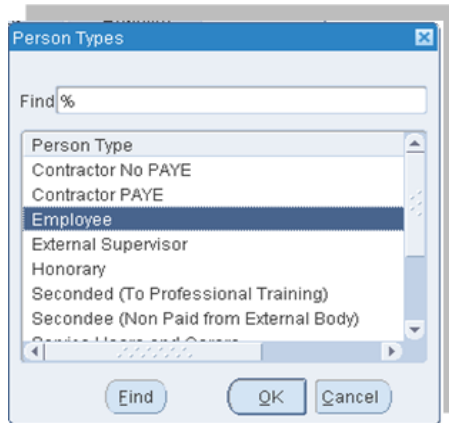 Person Types
Find %
Person Type
Contractor No PAYE
Contractor PAYE
Employee
External Supervisor
Honorary
Seconded (To Professional Training)
Secondee (Non Paid from External Body)
Find OK Cancel